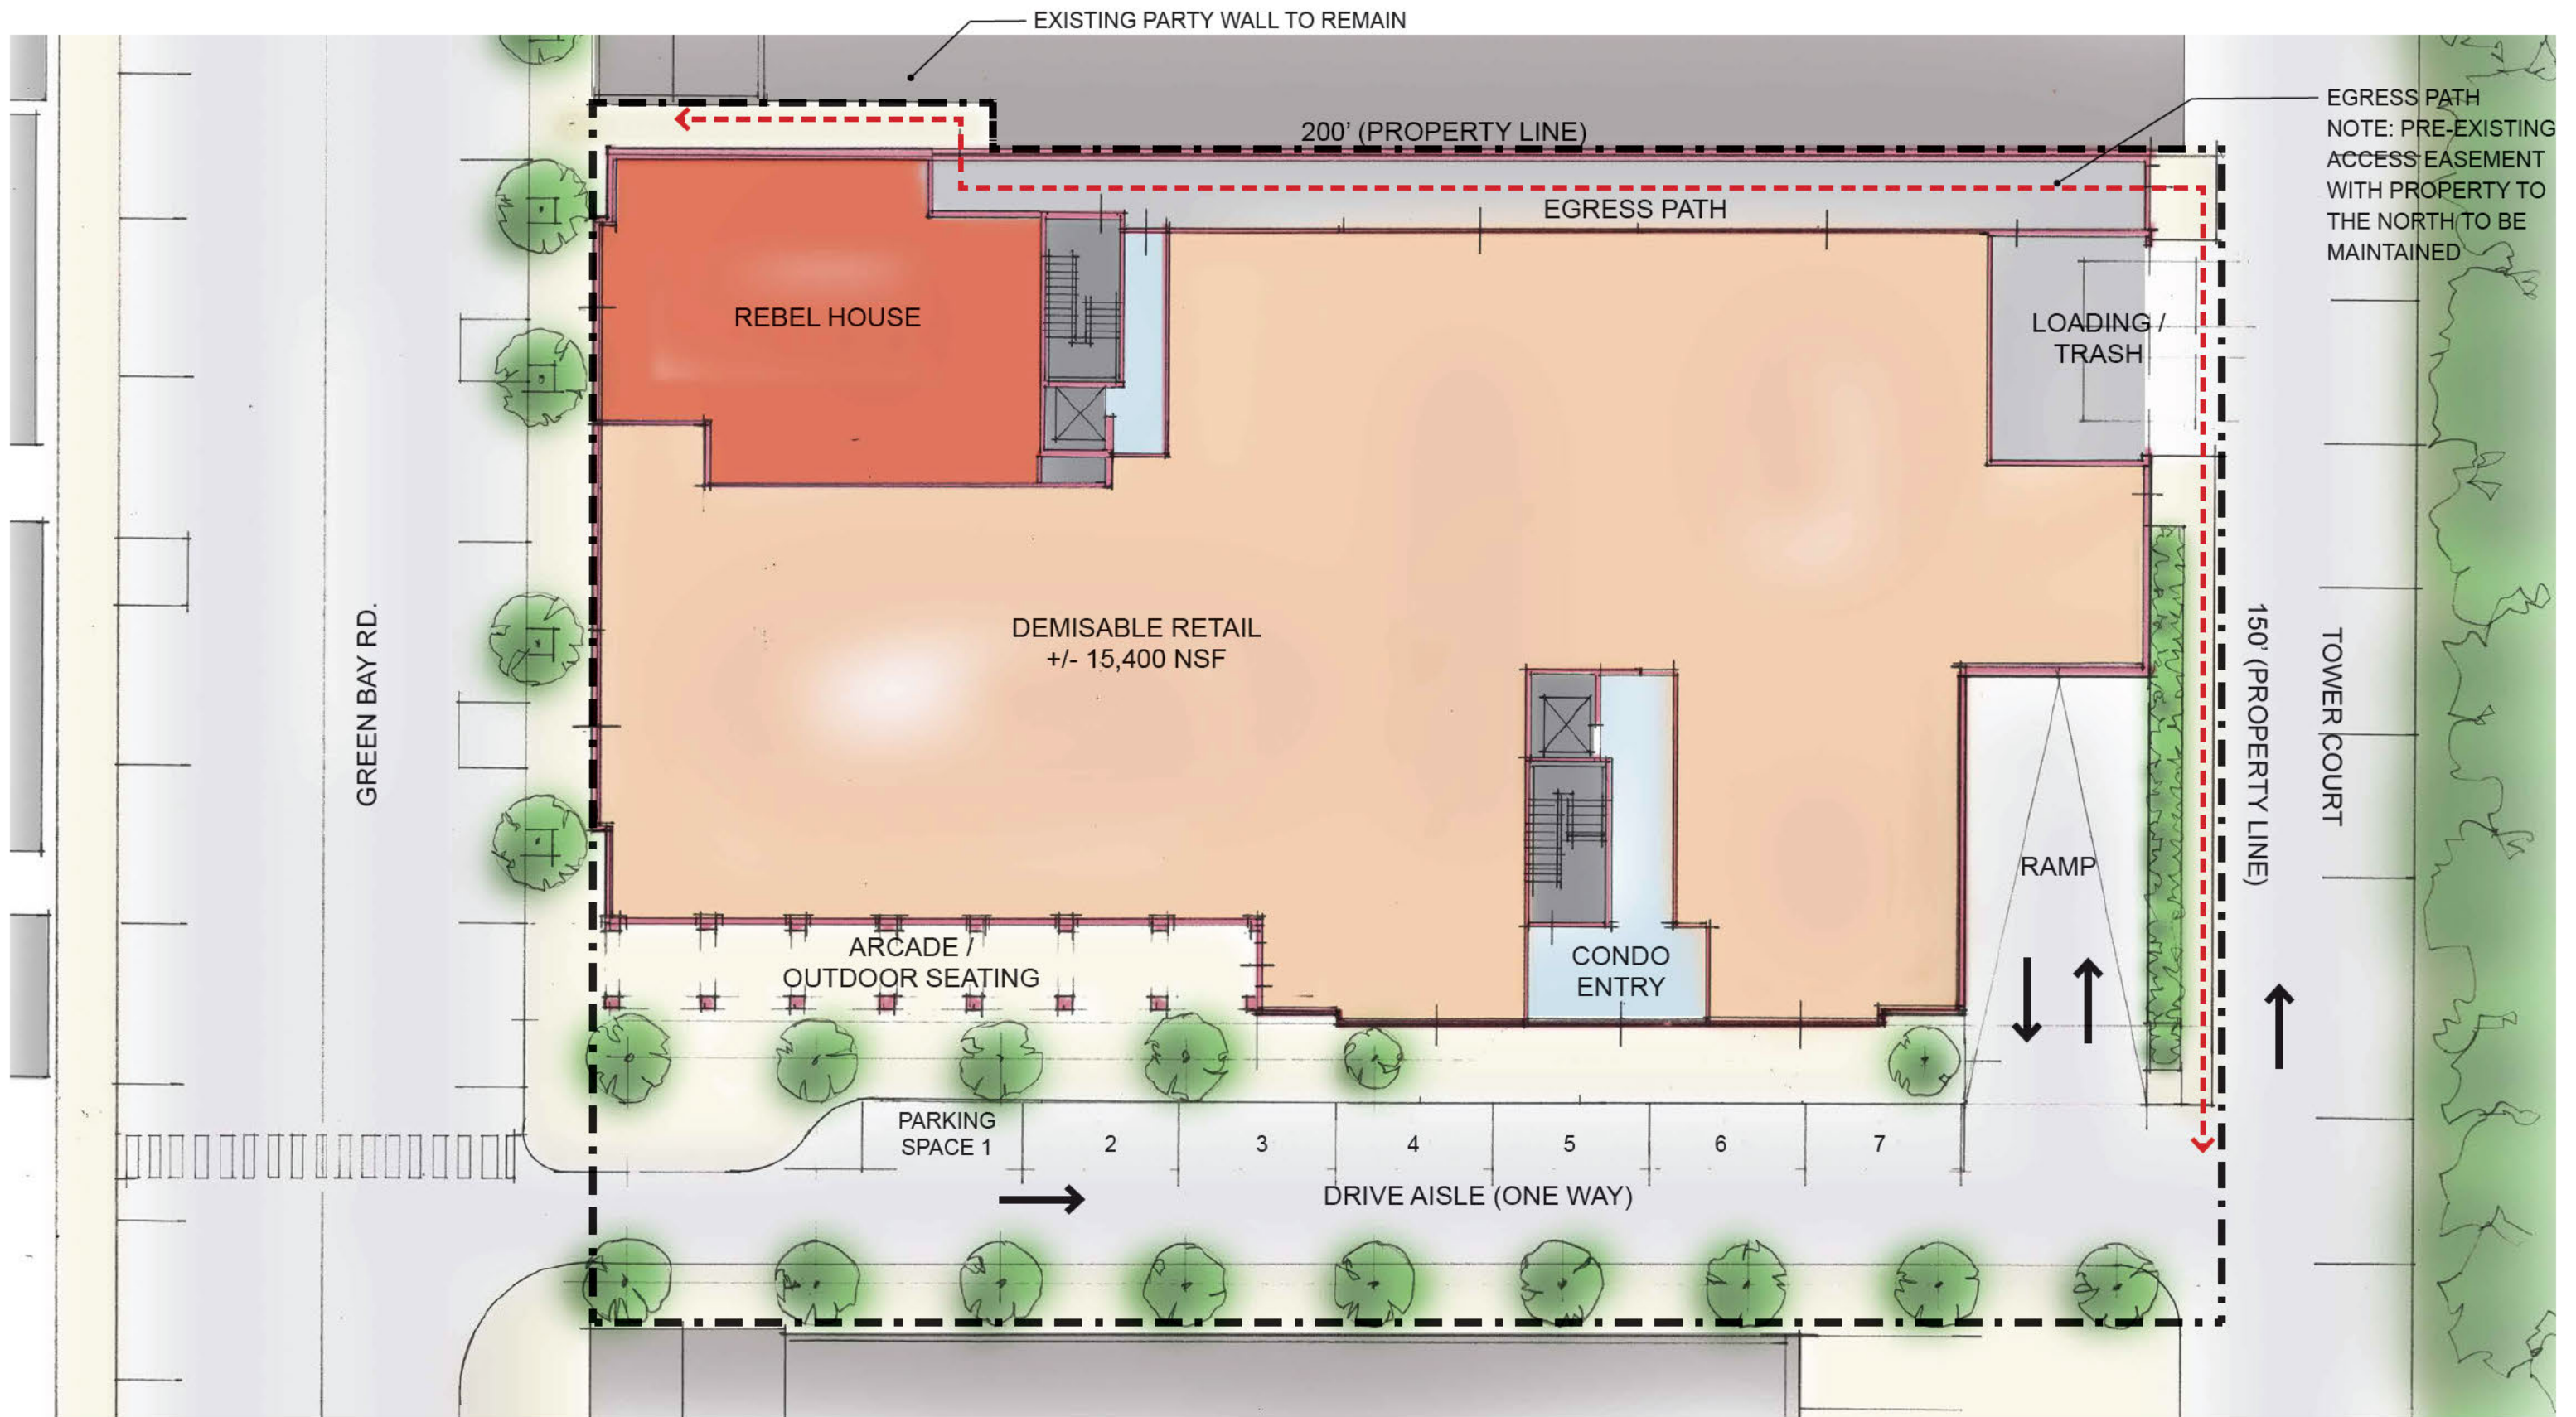 EXISTING PARTY WALL TO REMAIN
EGRESS PATH
NOTE: PRE-EXISTING
ACCESS EASEMENT
WITH PROPERTY TO
THE NORTH TO BE
MAINTAINED
200' (PROPERTY LINE)
EGRESS PATH
REBEL HOUSE
LOADING /
TRASH
DEMISABLE RETAIL
+/- 15,400 NSF
GREEN BAY RD.
150' (PROPERTY LINE)
TOWER COURT
RAMP
ARCADE /
OUTDOOR SEATING
CONDO
ENTRY
PARKING
SPACE 1
2
3
4
5
6
7
DRIVE AISLE (ONE WAY)